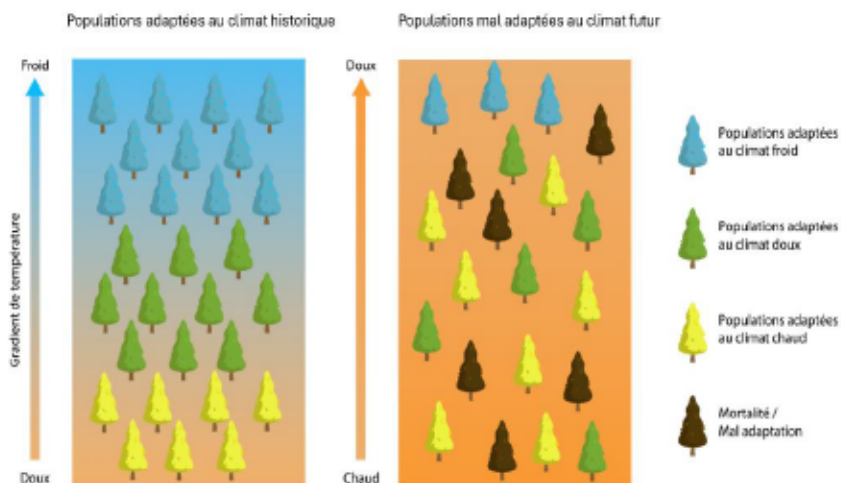 Populations adaptées au climat historique
Populations mal adaptées au climat futur
Froid
Gradient de température
Doux
Doux
Chaud
Populations adaptées
au climat froid
Populations adaptées
au climat doux
Populations adaptées
au climat chaud
Mortalité /
Mal adaptation